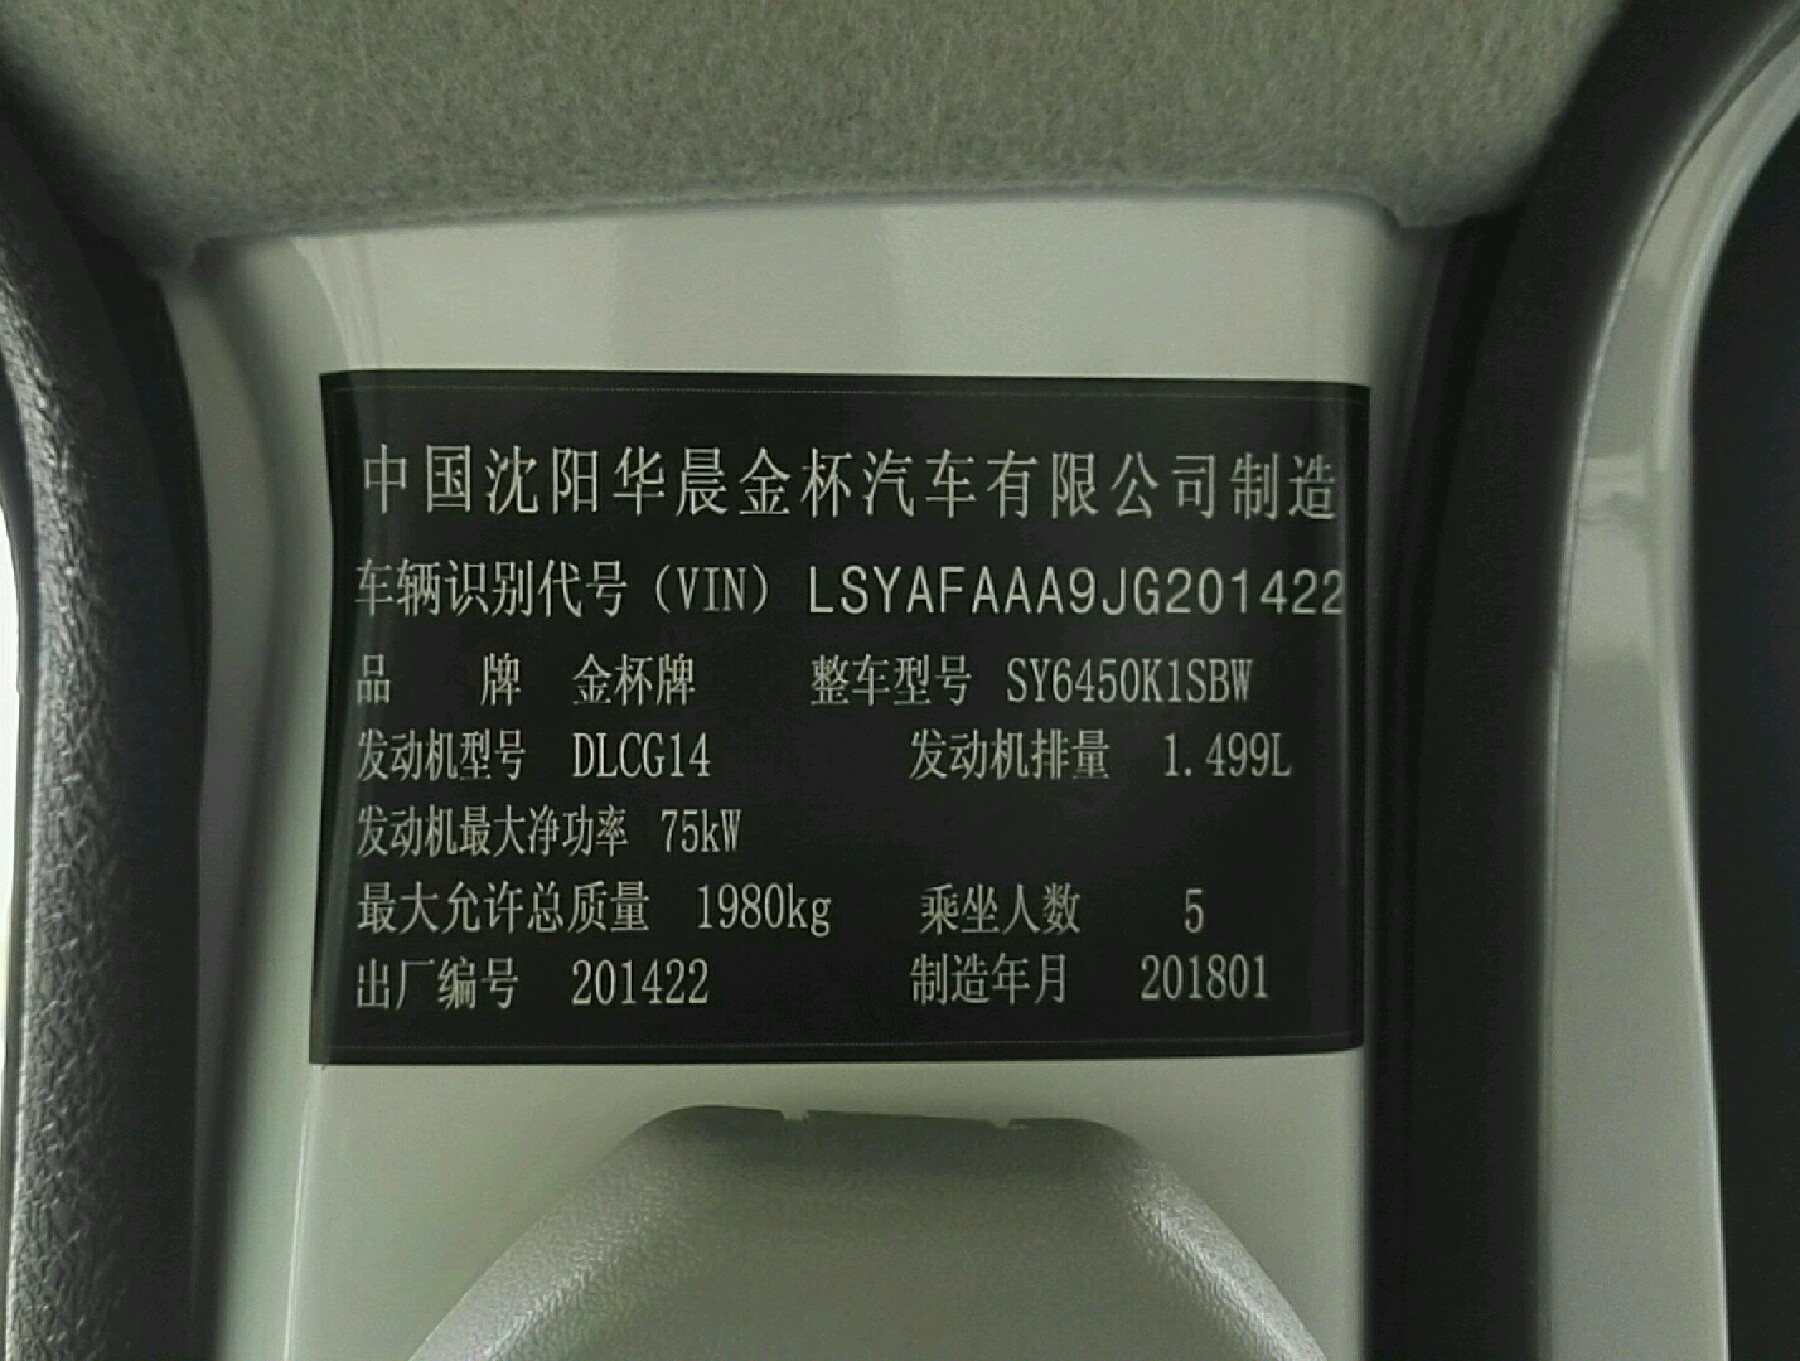 中国沈阳华晨金杯汽车有限公司制造
车辆识别代号（VIN） LSYAFAAA9JG201422
品 牌 金杯牌 整车型号 SY6450K1SBW
发动机型号 DLCG14 发动机排量 1.499L
发动机最大净功率 75kW
最大允许总质量 1980kg 乘坐人数 5
出厂编号 201422 制造年月 201801